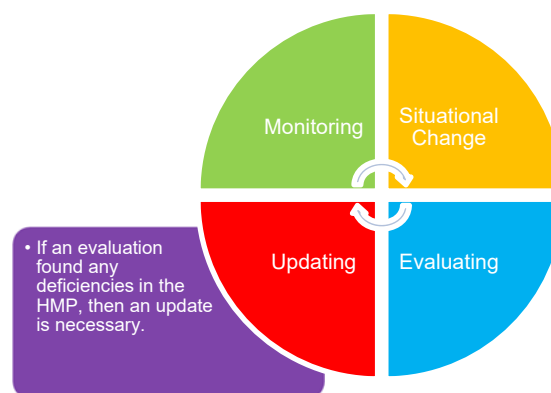 Monitoring
Situational
Change
Updating
Evaluating
• If an evaluation
found any
deficiencies in the
HMP, then an update
is necessary.